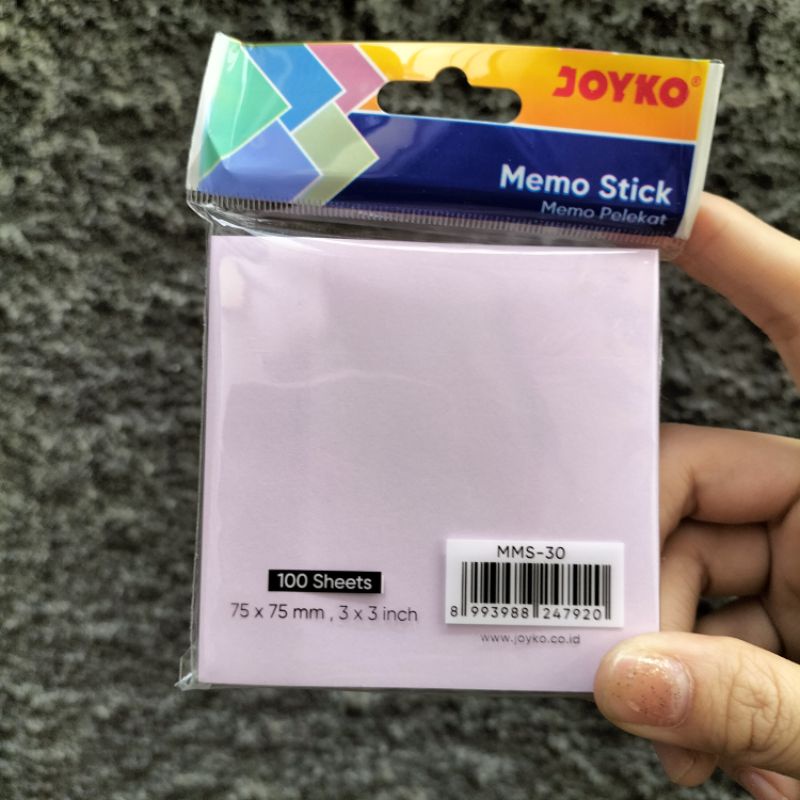 JOYKO®
Memo Stick
Memo Pelekat
100 Sheets
75 x 75 mm , 3 x 3 inch
MMS-30
8 993988 247920
www.joyko.co.id